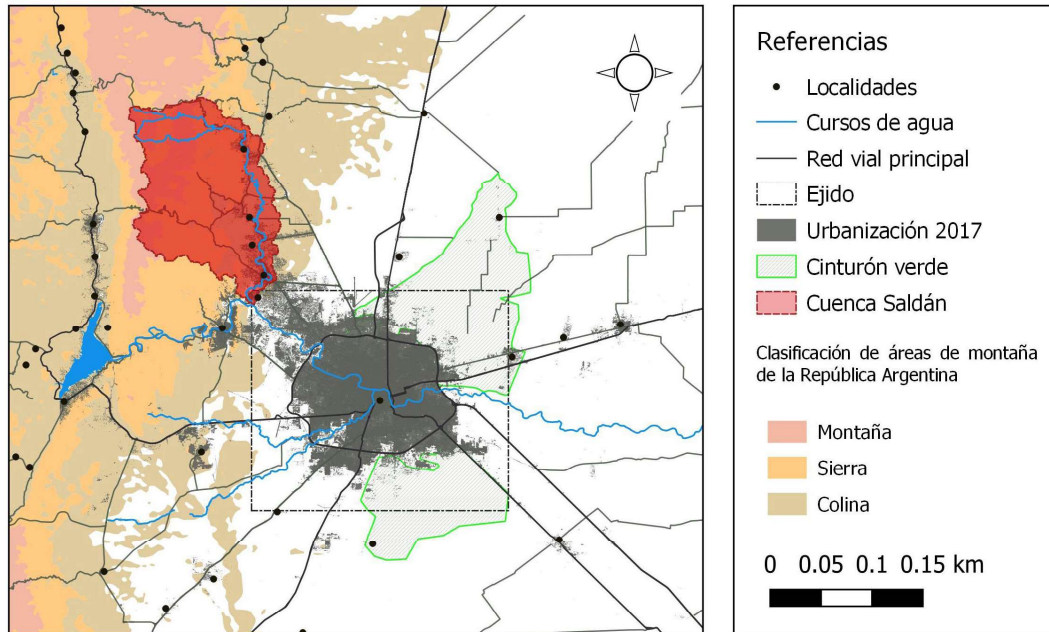 Referencias
Localidades
Cursos de agua
Red vial principal
Ejido
Urbanización 2017
Cinturón verde
Cuenca Saldán
Clasificación de áreas de montaña
de la República Argentina
Montaña
Sierra
Colina
0 0.05 0.1 0.15 km